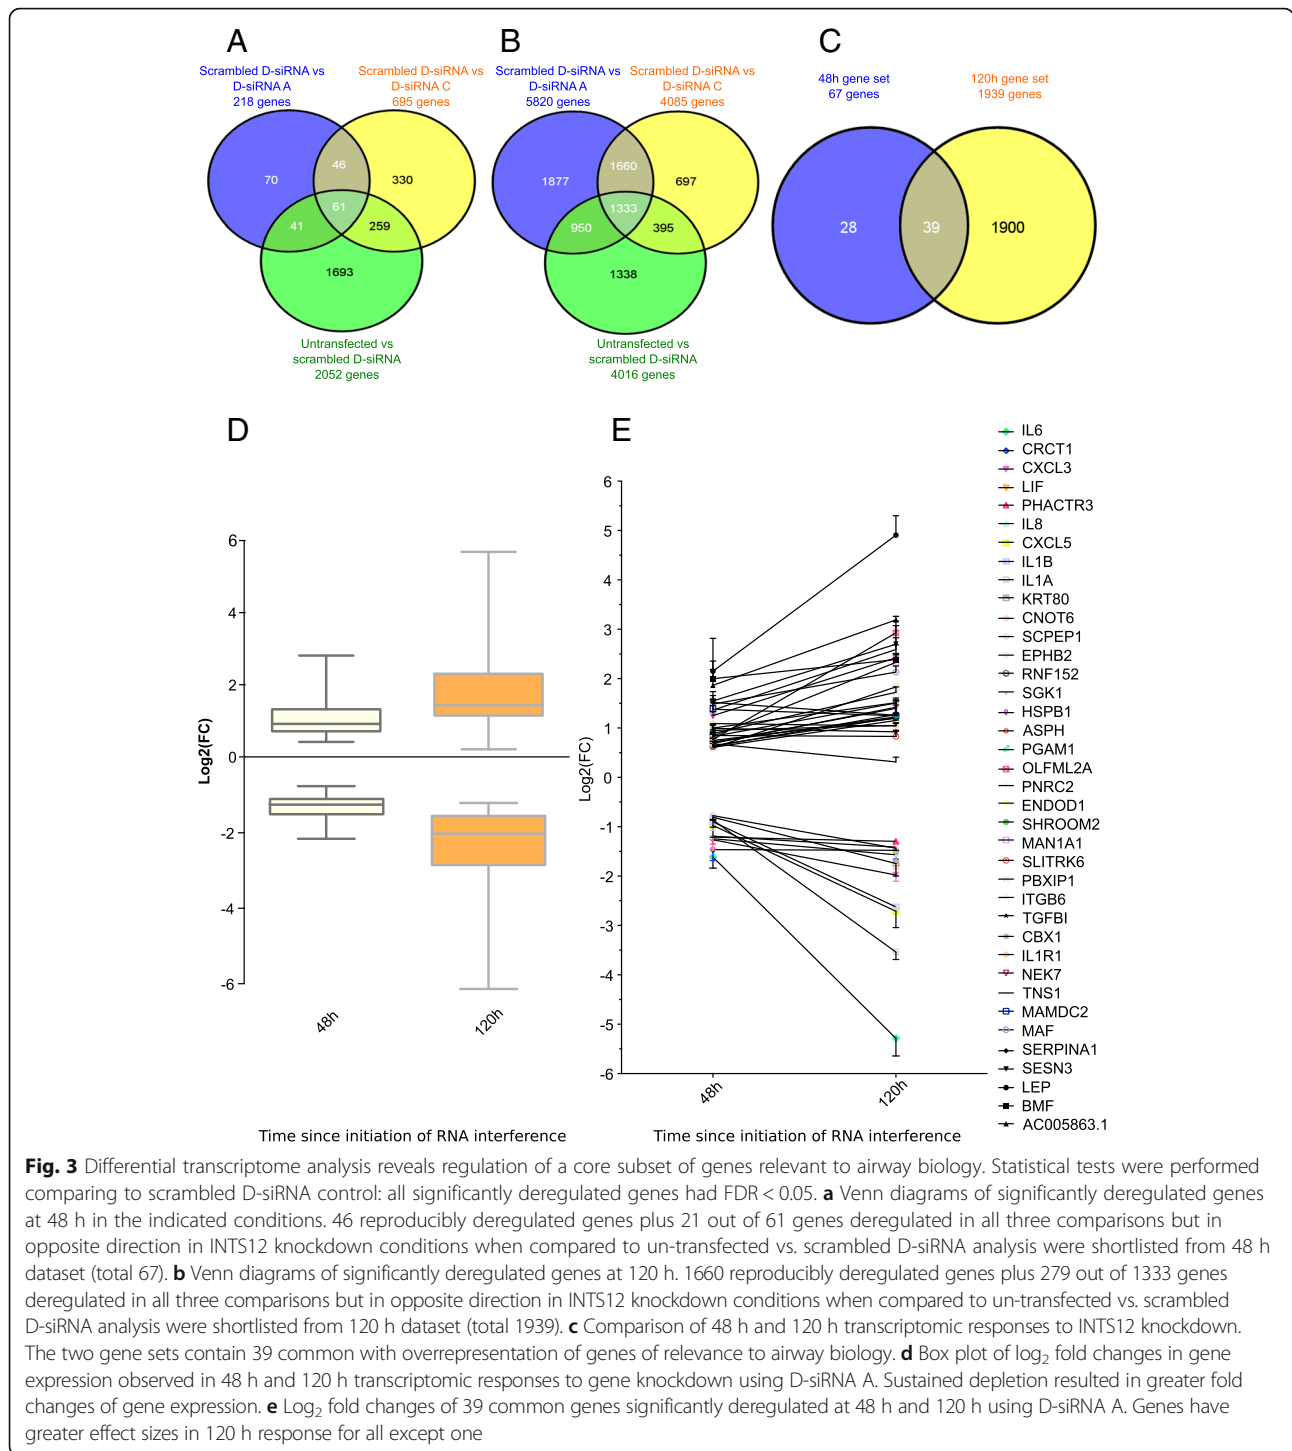 A
Scrambled D-siRNA vs
D-siRNA A
218 genes
Scrambled D-siRNA vs
D-siRNA C
695 genes
70
46
330
61
41
259
1693
Untransfected vs
scrambled D-siRNA
2052 genes
B
Scrambled D-siRNA vs
D-siRNA A
5820 genes
Scrambled D-siRNA vs
D-siRNA C
4085 genes
1877
1660
697
1333
950
395
1338
Untransfected vs
scrambled D-siRNA
4016 genes
C
48h gene set
67 genes
120h gene set
1939 genes
28
39
1900
D
Log2(FC)
6
4
2
0
-2
-4
-6
48h
120h
Time since initiation of RNA interference
E
Log2(FC)
6
5
4
3
2
1
0
-1
-2
-3
-4
-5
-6
48h
120h
Time since initiation of RNA interference
IL6
CRCT1
CXCL3
LIF
PHACTR3
IL8
CXCL5
IL1B
IL1A
KRT80
CNOT6
SCPEP1
EPHB2
RNF152
SGK1
HSPB1
ASPH
PGAM1
OLFML2A
PNRC2
ENDOD1
SHROOM2
MAN1A1
SLITRK6
PBXIP1
ITGB6
TGFBI
CBX1
IL1R1
NEK7
TNS1
MAMDC2
MAF
SERPINA1
SESN3
LEP
BMF
AC005863.1
Fig. 3 Differential transcriptome analysis reveals regulation of a core subset of genes relevant to airway biology. Statistical tests were performed
comparing to scrambled D-siRNA control: all significantly deregulated genes had FDR < 0.05. a Venn diagrams of significantly deregulated genes
at 48 h in the indicated conditions. 46 reproducibly deregulated genes plus 21 out of 61 genes deregulated in all three comparisons but in
opposite direction in INTS12 knockdown conditions when compared to un-transfected vs. scrambled D-siRNA analysis were shortlisted from 48 h
dataset (total 67). b Venn diagrams of significantly deregulated genes at 120 h. 1660 reproducibly deregulated genes plus 279 out of 1333 genes
deregulated in all three comparisons but in opposite direction in INTS12 knockdown conditions when compared to un-transfected vs. scrambled
D-siRNA analysis were shortlisted from 120 h dataset (total 1939). c Comparison of 48 h and 120 h transcriptomic responses to INTS12 knockdown.
The two gene sets contain 39 common with overrepresentation of genes of relevance to airway biology. d Box plot of log2 fold changes in gene
expression observed in 48 h and 120 h transcriptomic responses to gene knockdown using D-siRNA A. Sustained depletion resulted in greater fold
changes of gene expression. e Log2 fold changes of 39 common genes significantly deregulated at 48 h and 120 h using D-siRNA A. Genes have
greater effect sizes in 120 h response for all except one